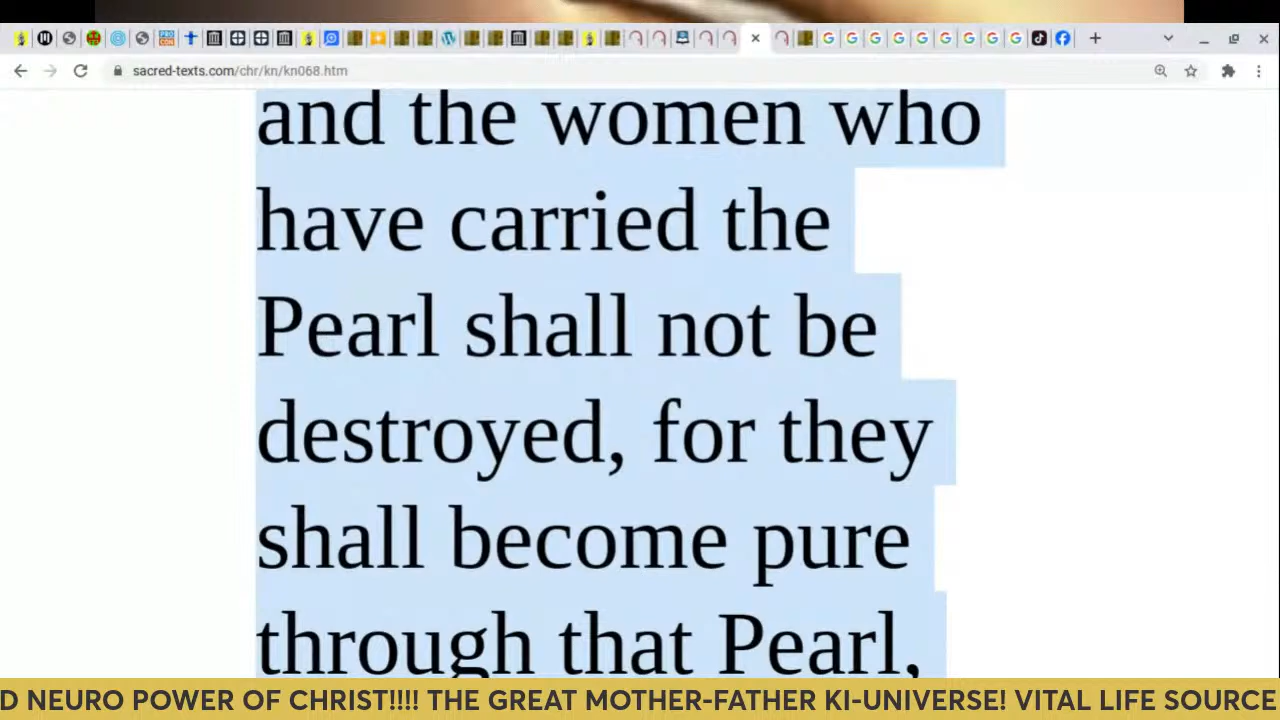 sacred-texts.com/chr/kn/kn068.htm
and the women who
have carried the
Pearl shall not be
destroyed, for they
shall become pure
through that Pearl,
D NEURO POWER OF CHRIST!!!! THE GREAT MOTHER-FATHER KI-UNIVERSE! VITAL LIFE SOURCE